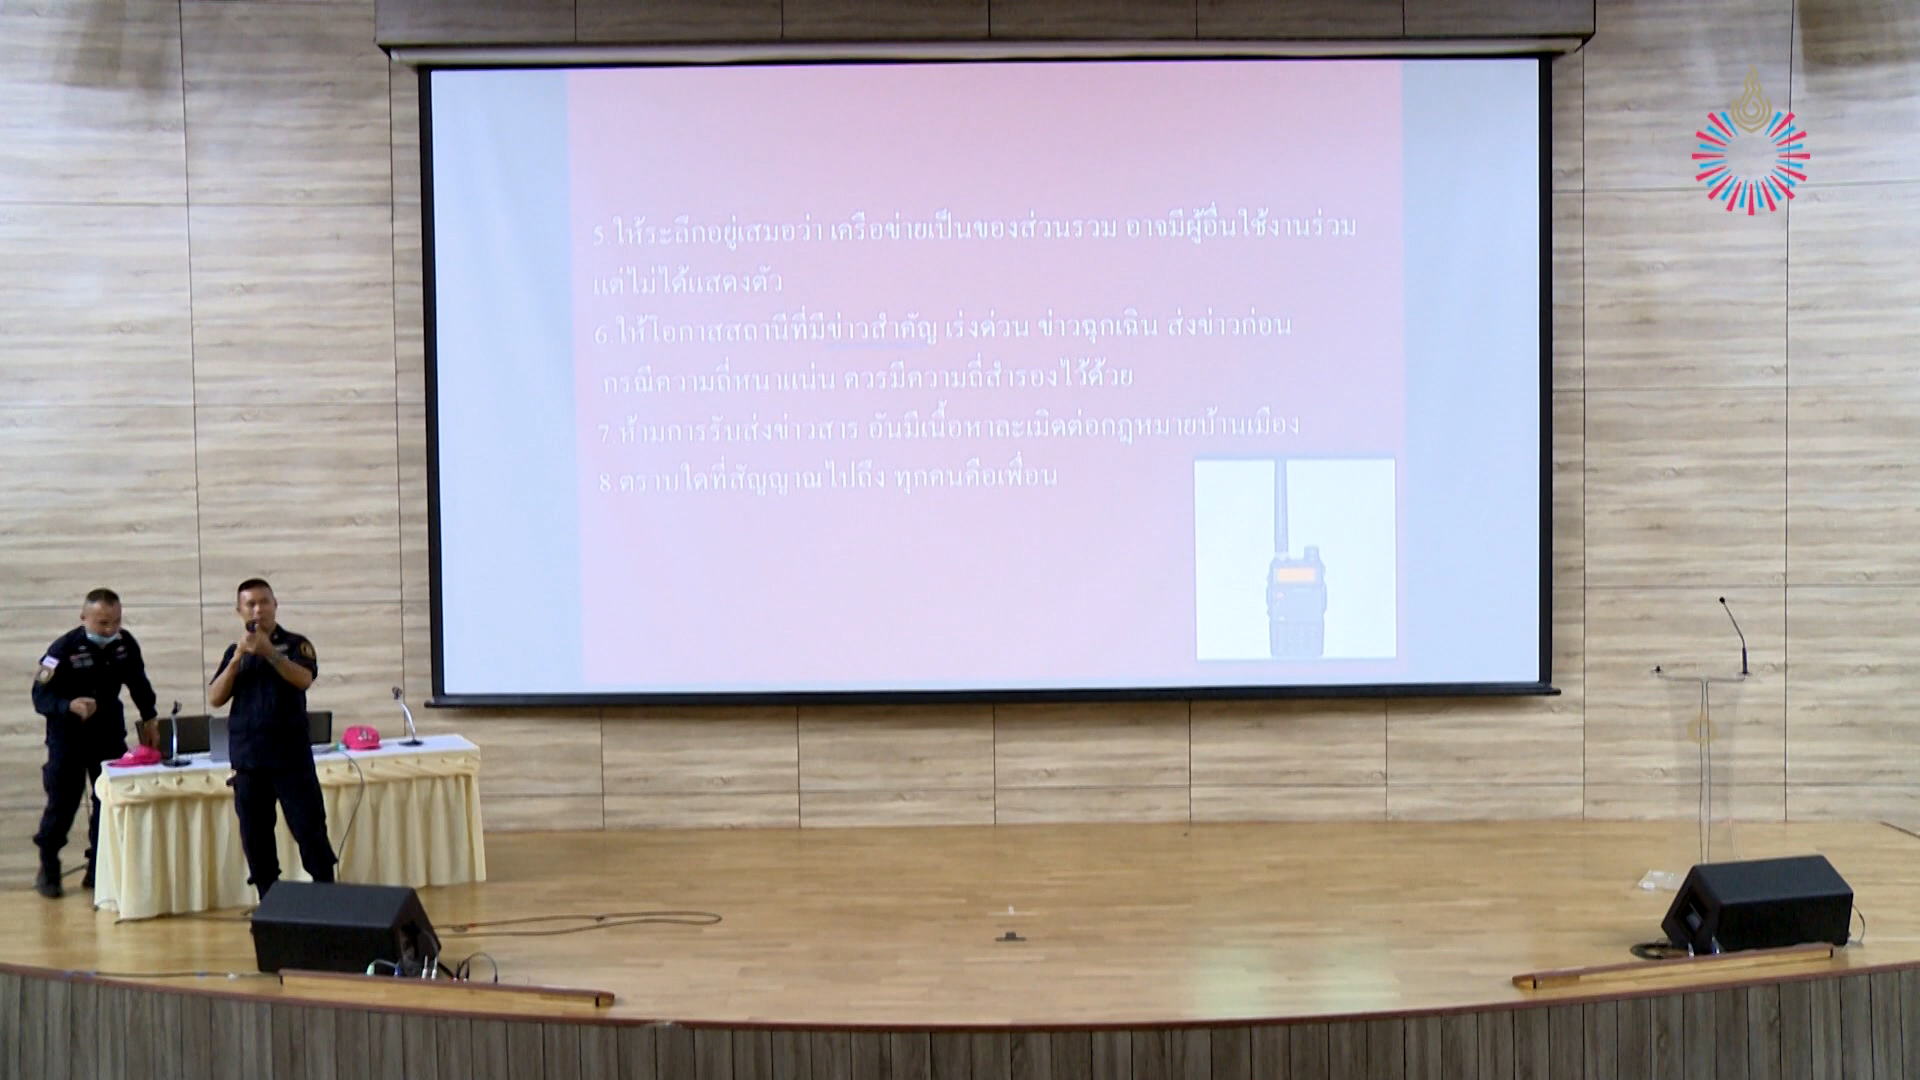 5.ให้ระลึกอยู่เสมอว่า เครือข่ายเป็นของส่วนรวม อาจมีผู้อื่นใช้งานร่วม
แต่ไม่ได้แสดงตัว
6.ให้โอกาสสถานีที่มีข่าวสำคัญ เร่งด่วน ข่าวฉุกเฉิน ส่งข่าวก่อน
กรณีความถี่หนาแน่น ควรมีความถี่สำรองไว้ด้วย
7.ห้ามการรับส่งข่าวสาร อันมีเนื้อหาละเมิดต่อกฎหมายบ้านเมือง
8.ตราบใดที่สัญญาณไปถึง ทุกคนคือเพื่อน